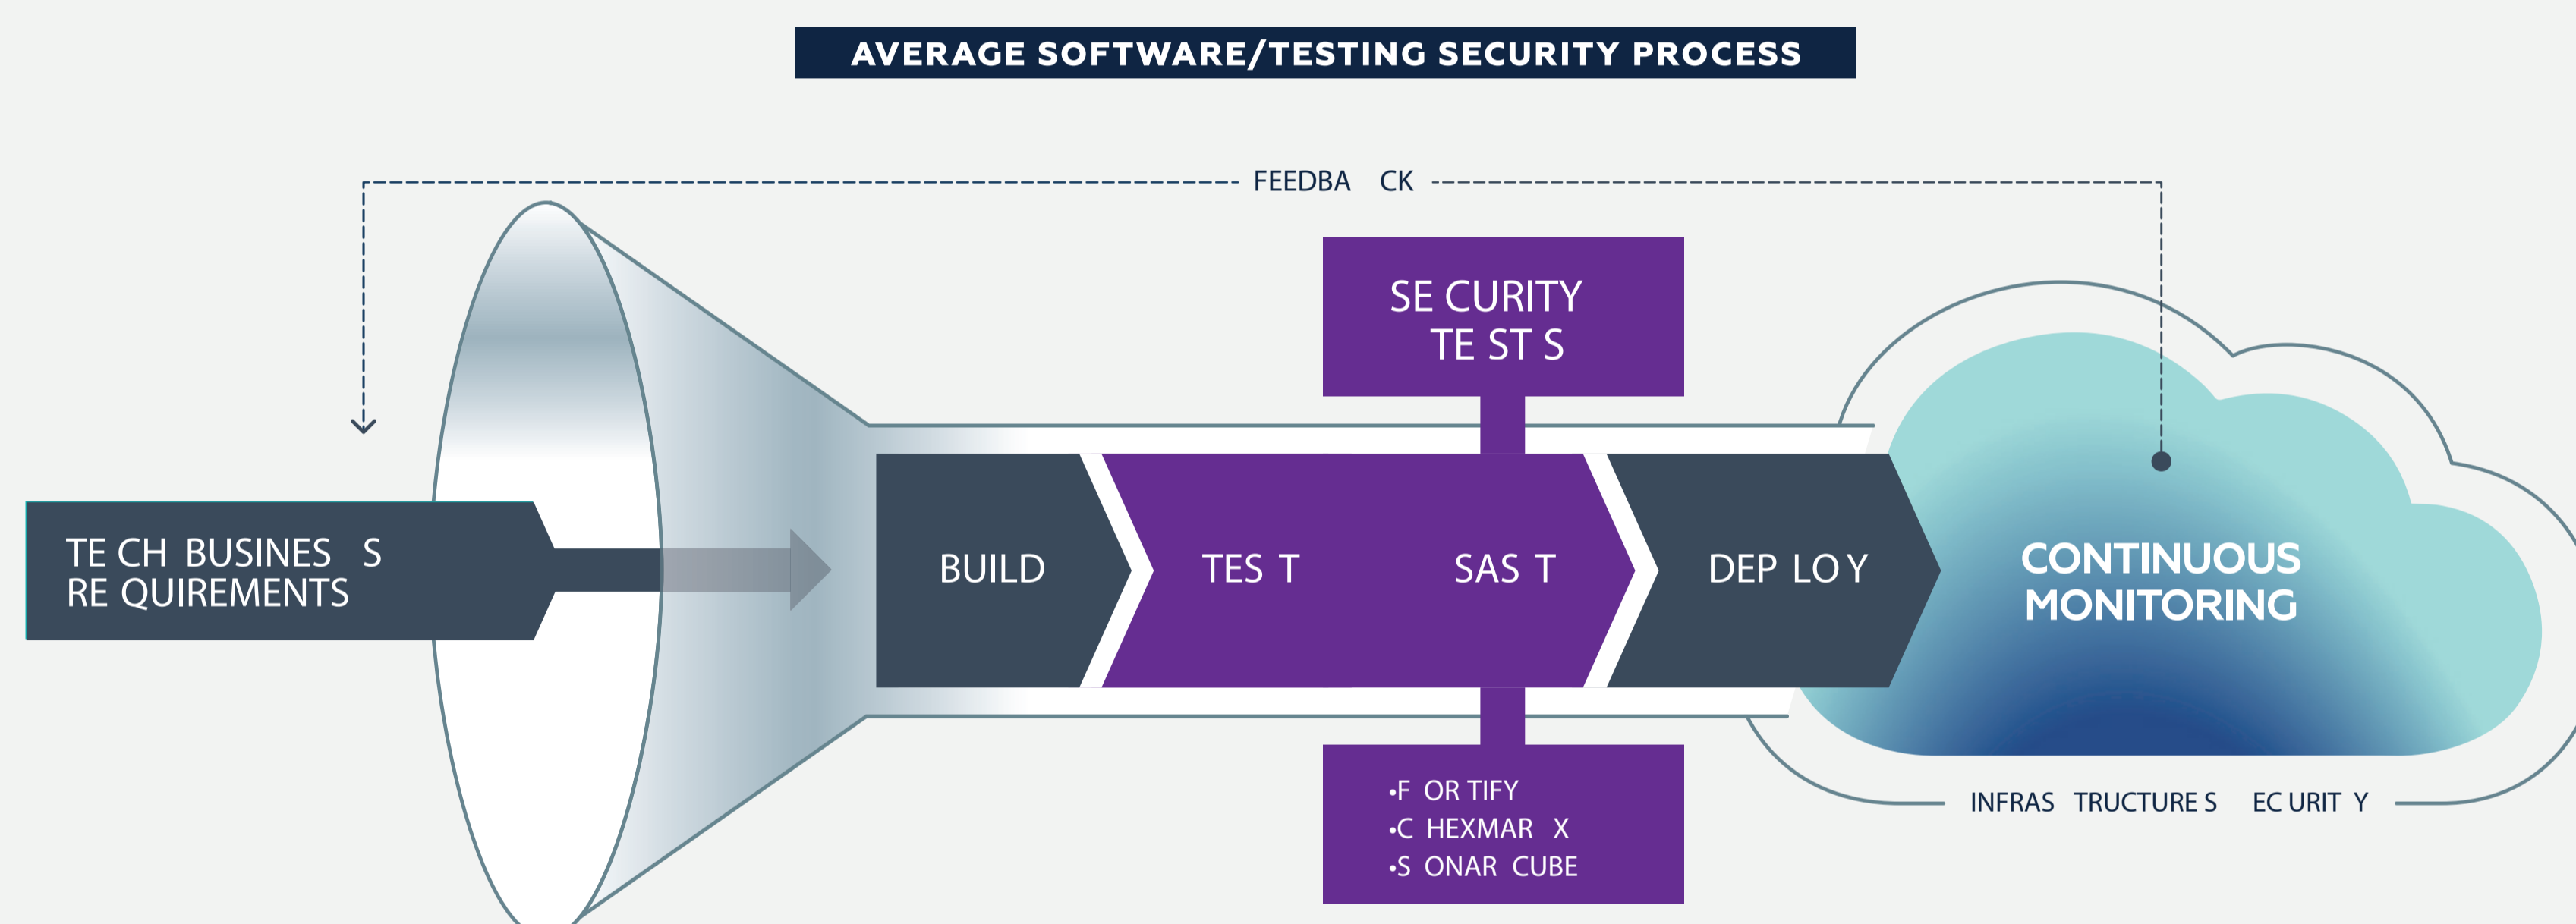 AVERAGE SOFTWARE/TESTING SECURITY PROCESS
FEEDBA CK
SE CURITY
TE ST S
TE CH BUSINES S
RE QUIREMENTS
BUILD
TES T
SAS T
DEP LO Y
CONTINUOUS
MONITORING
•F OR TIFY
•C HEXMAR X
•S ONAR CUBE
INFRAS TRUCTURE S EC URIT Y